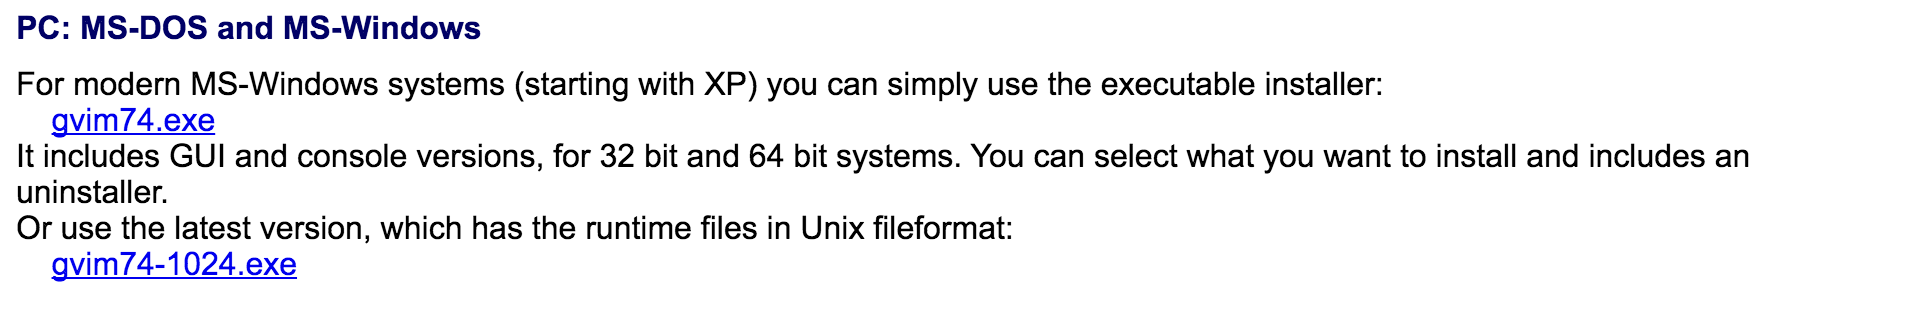 PC: MS-DOS and MS-Windows
For modern MS-Windows systems (starting with XP) you can simply use the executable installer:
gvim74.exe
It includes GUI and console versions, for 32 bit and 64 bit systems. You can select what you want to install and includes an
uninstaller.
Or use the latest version, which has the runtime files in Unix fileformat:
gvim74-1024.exe